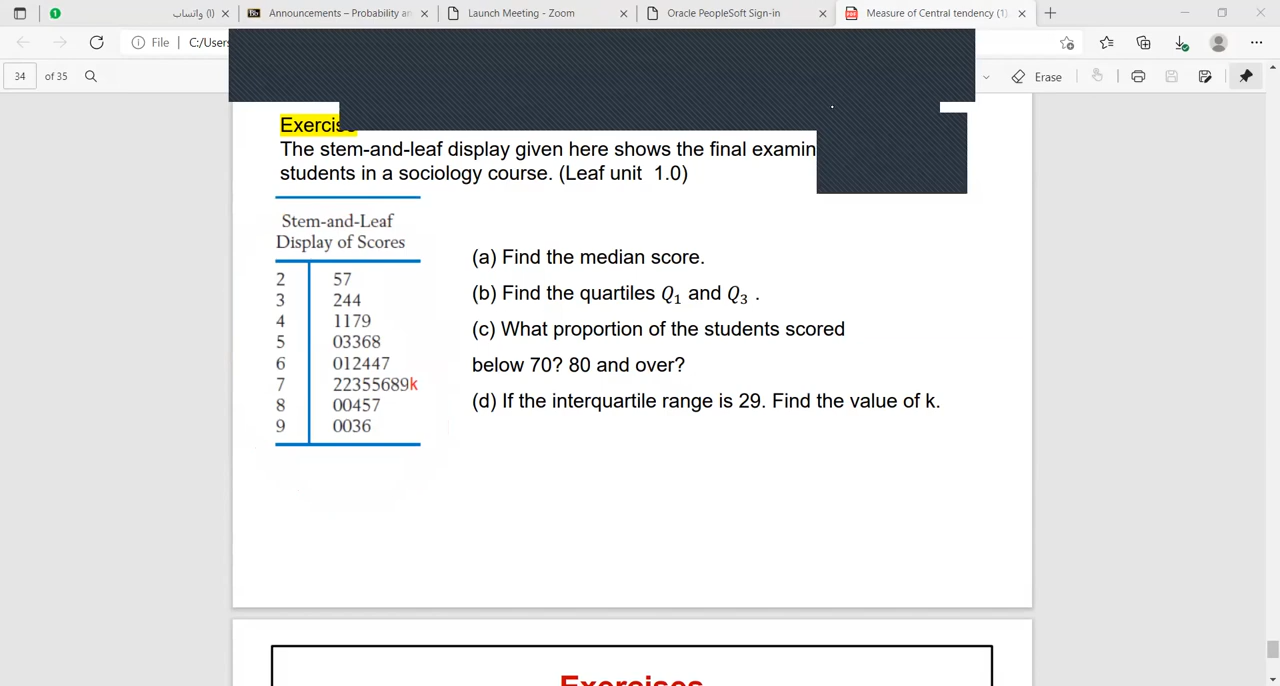 واتساب (1)
Announcements – Probability an
Launch Meeting - Zoom
Oracle PeopleSoft Sign-in
Measure of Central tendency (1)
File | C:/Users
34 of 35
Erase
Exercise
The stem-and-leaf display given here shows the final examin
students in a sociology course. (Leaf unit 1.0)
Stem-and-Leaf
Display of Scores
2 57
3 244
4 1179
5 03368
6 012447
7 22355689k
8 00457
9 0036
(a) Find the median score.
(b) Find the quartiles Q₁ and Q₃ .
(c) What proportion of the students scored
below 70? 80 and over?
(d) If the interquartile range is 29. Find the value of k.
Exercises